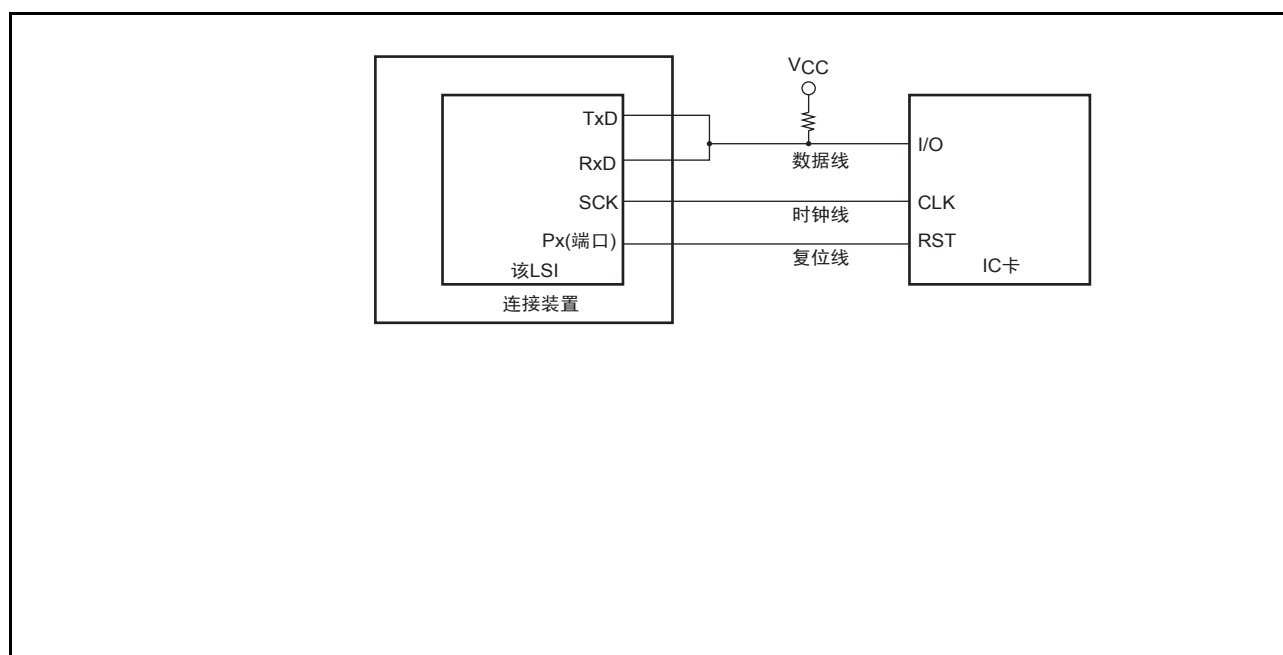 VCC
TxD
RxD
数据线
I/O
SCK
时钟线
CLK
Px(端口)
复位线
RST
该LSI
IC卡
连接装置